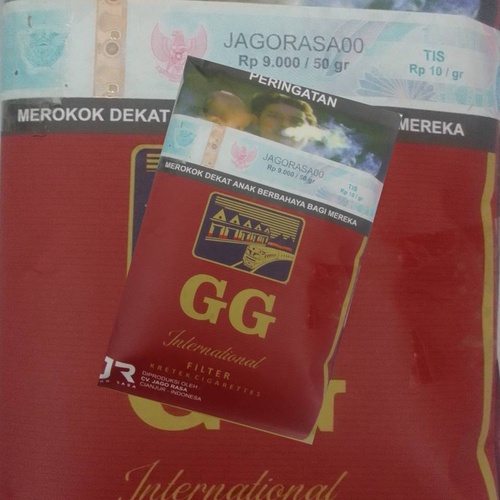 JAGORASA00
Rp 9.000 / 50 gr
TIS
Rp 10 / gr
MEROKOK DEKAT
MEREKA
PERINGATAN
JAGORASA00
Rp 9.000 / 50 gr
TIS
Rp 10 / gr
MEROKOK DEKAT ANAK BERBAHAYA BAGI MEREKA
GG
International
FILTER
KRETEK CIGARETTES
JR
DIPRODUKSI OLEH
CV JAGO RASA
CIANJUR - INDONESA
International